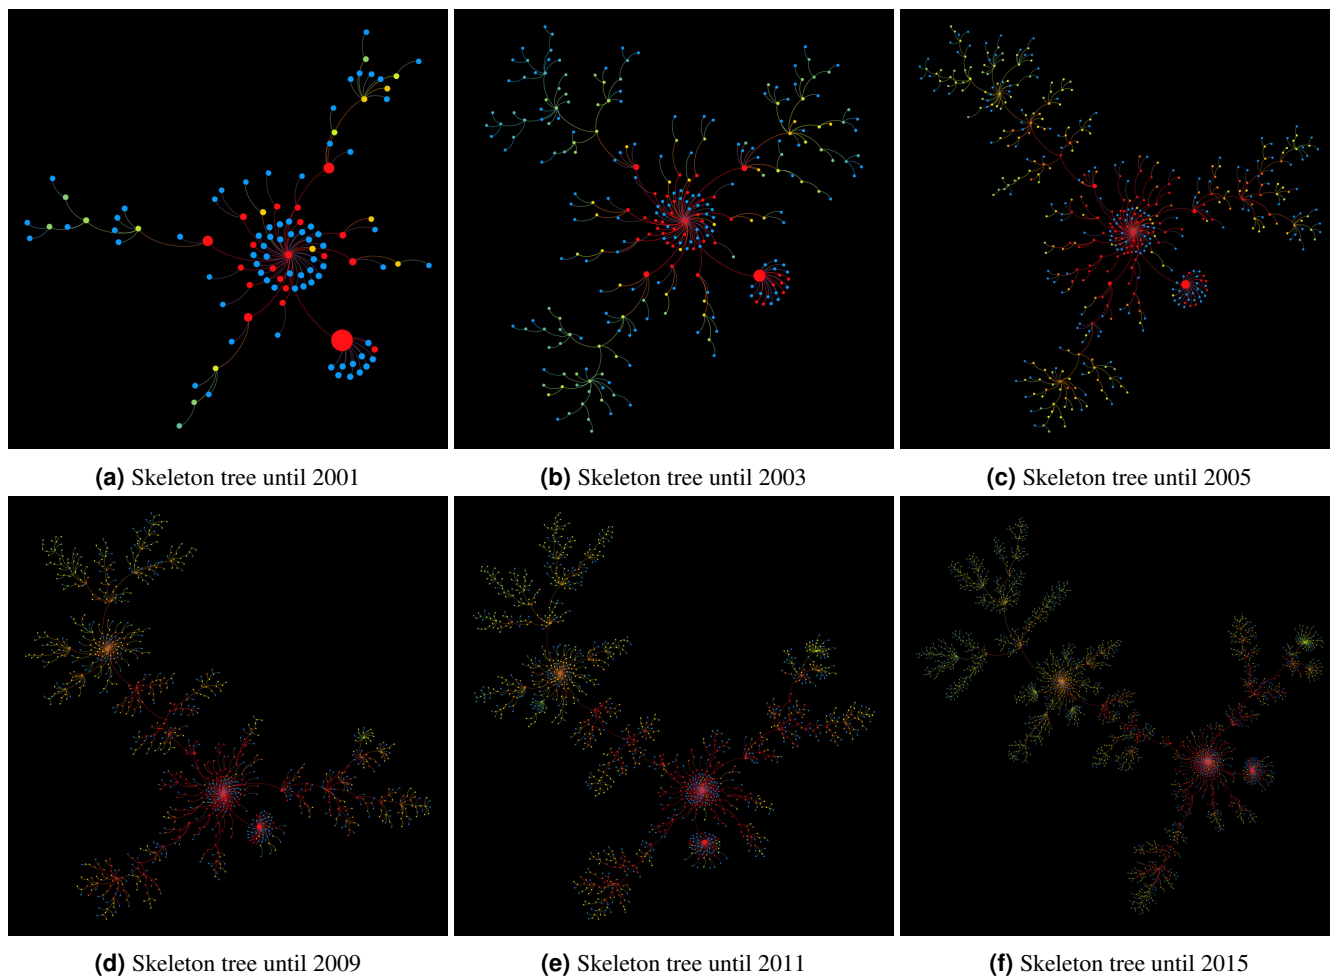 (a) Skeleton tree until 2001
(b) Skeleton tree until 2003
(c) Skeleton tree until 2005
(d) Skeleton tree until 2009
(e) Skeleton tree until 2011
(f) Skeleton tree until 2015